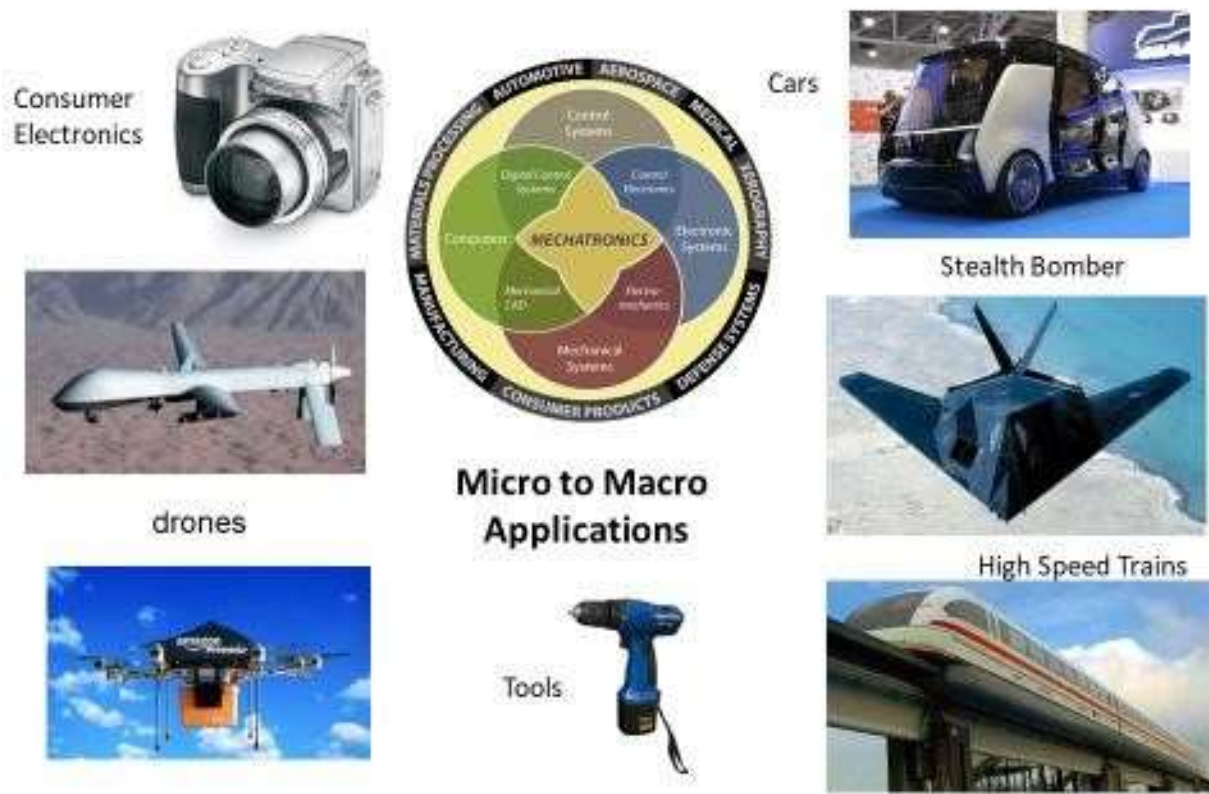 Consumer
Electronics
AUTOMOTIVE
AEROSPACE
MEDICAL
XEROGRAPHY
DEFENSE SYSTEMS
CONSUMER PRODUCTS
MANUFACTURING
MATERIALS PROCESSING
Control
Systems
Digital Control
Systems
Control
Electronics
Computers
MECHATRONICS
Electronic
Systems
Mechanical
CAD
mechanics
Mechanical
Systems
Cars
Stealth Bomber
drones
Micro to Macro
Applications
High Speed Trains
Tools